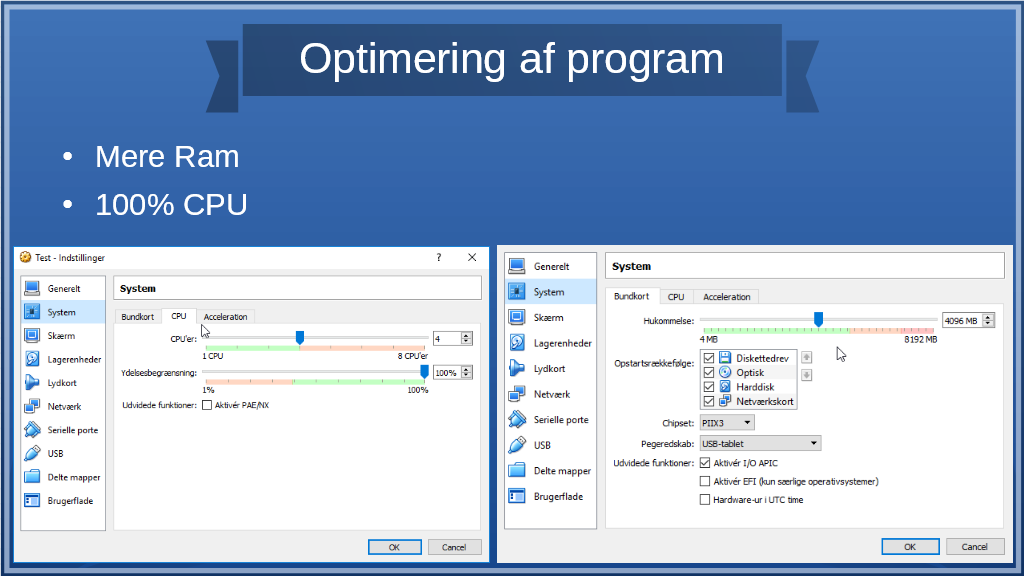 Optimering af program
• Mere Ram
• 100% CPU
Test - Indstillinger ?
Generelt
System
Skærm
Lagerenheder
Lydkort
Netværk
Serielle porte
USB
Delte mapper
Brugerflade
System
Bundkort CPU Acceleration
CPU'er: 4
1 CPU 8 CPU'er
Ydelsesbegrænsning: 100%
1% 100%
Udvidede funktioner: Aktivér PAE/NX
OK Cancel
Generelt
System
Skærm
Lagerenheder
Lydkort
Netværk
Serielle porte
USB
Delte mapper
Brugerflade
System
Bundkort CPU Acceleration
Hukommelse: 4096 MB
4 MB 8192 MB
Opstartsrækkefølge: Diskettedrev
Optisk
Harddisk
Netværkskort
Chipset: PIIX3
Pegeredskab: USB-tablet
Udvidede funktioner: Aktivér I/O APIC
Aktivér EFI (kun særlige operativsystemer)
Hardware-ur i UTC time
OK Cancel